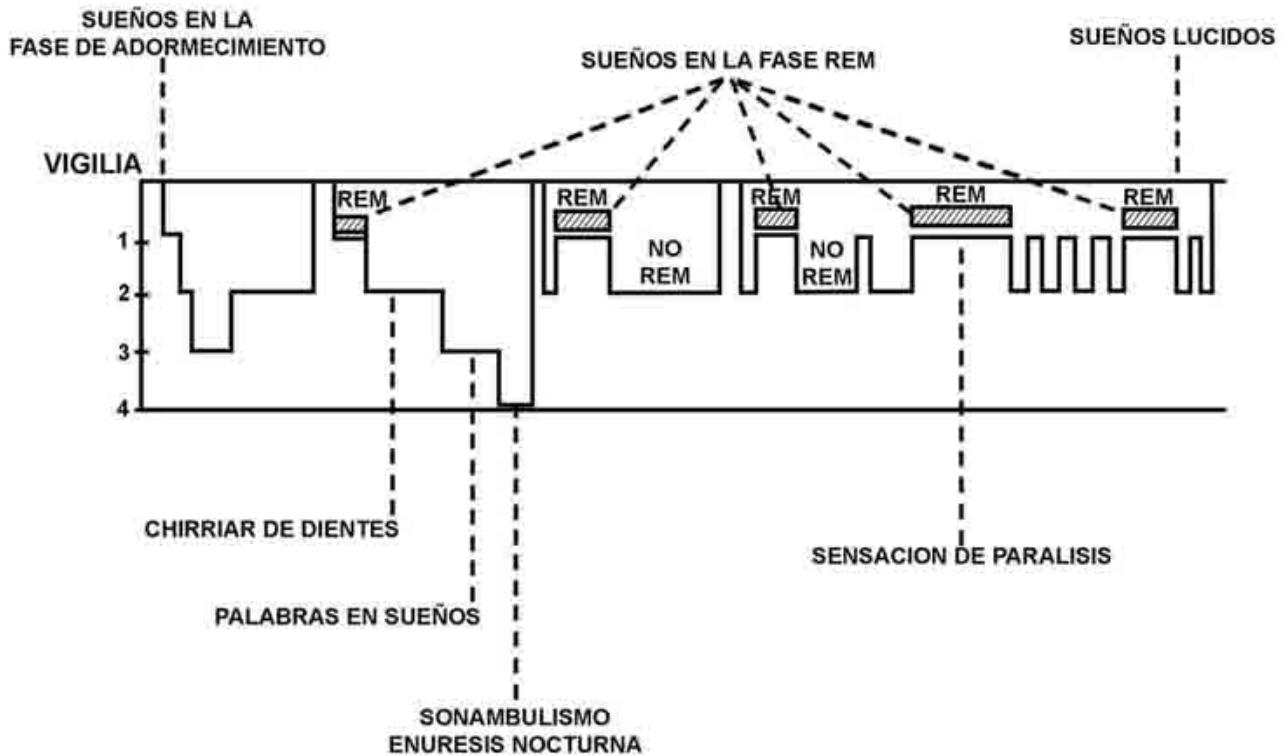 SUEÑOS EN LA
FASE DE ADORMECIMIENTO
SUEÑOS EN LA FASE REM
SUEÑOS LUCIDOS
VIGILIA
REM
REM
REM
REM
REM
1
2
3
4
NO
REM
NO
REM
CHIRRIAR DE DIENTES
SENSACION DE PARALISIS
PALABRAS EN SUEÑOS
SONAMBULISMO
ENURESIS NOCTURNA